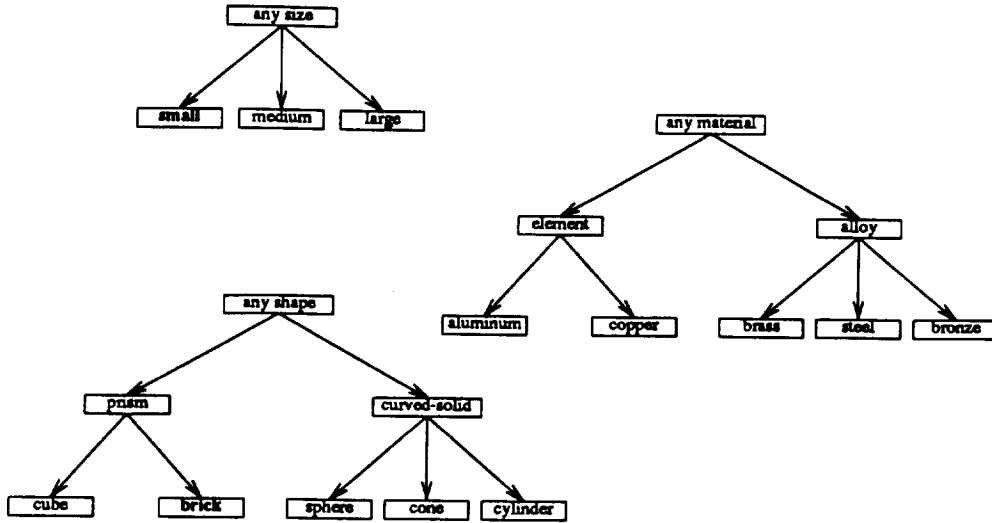 any size
small medium large
any material
element alloy
any shape
aluminum copper brass steel bronze
prism curved-solid
cube brick sphere cone cylinder